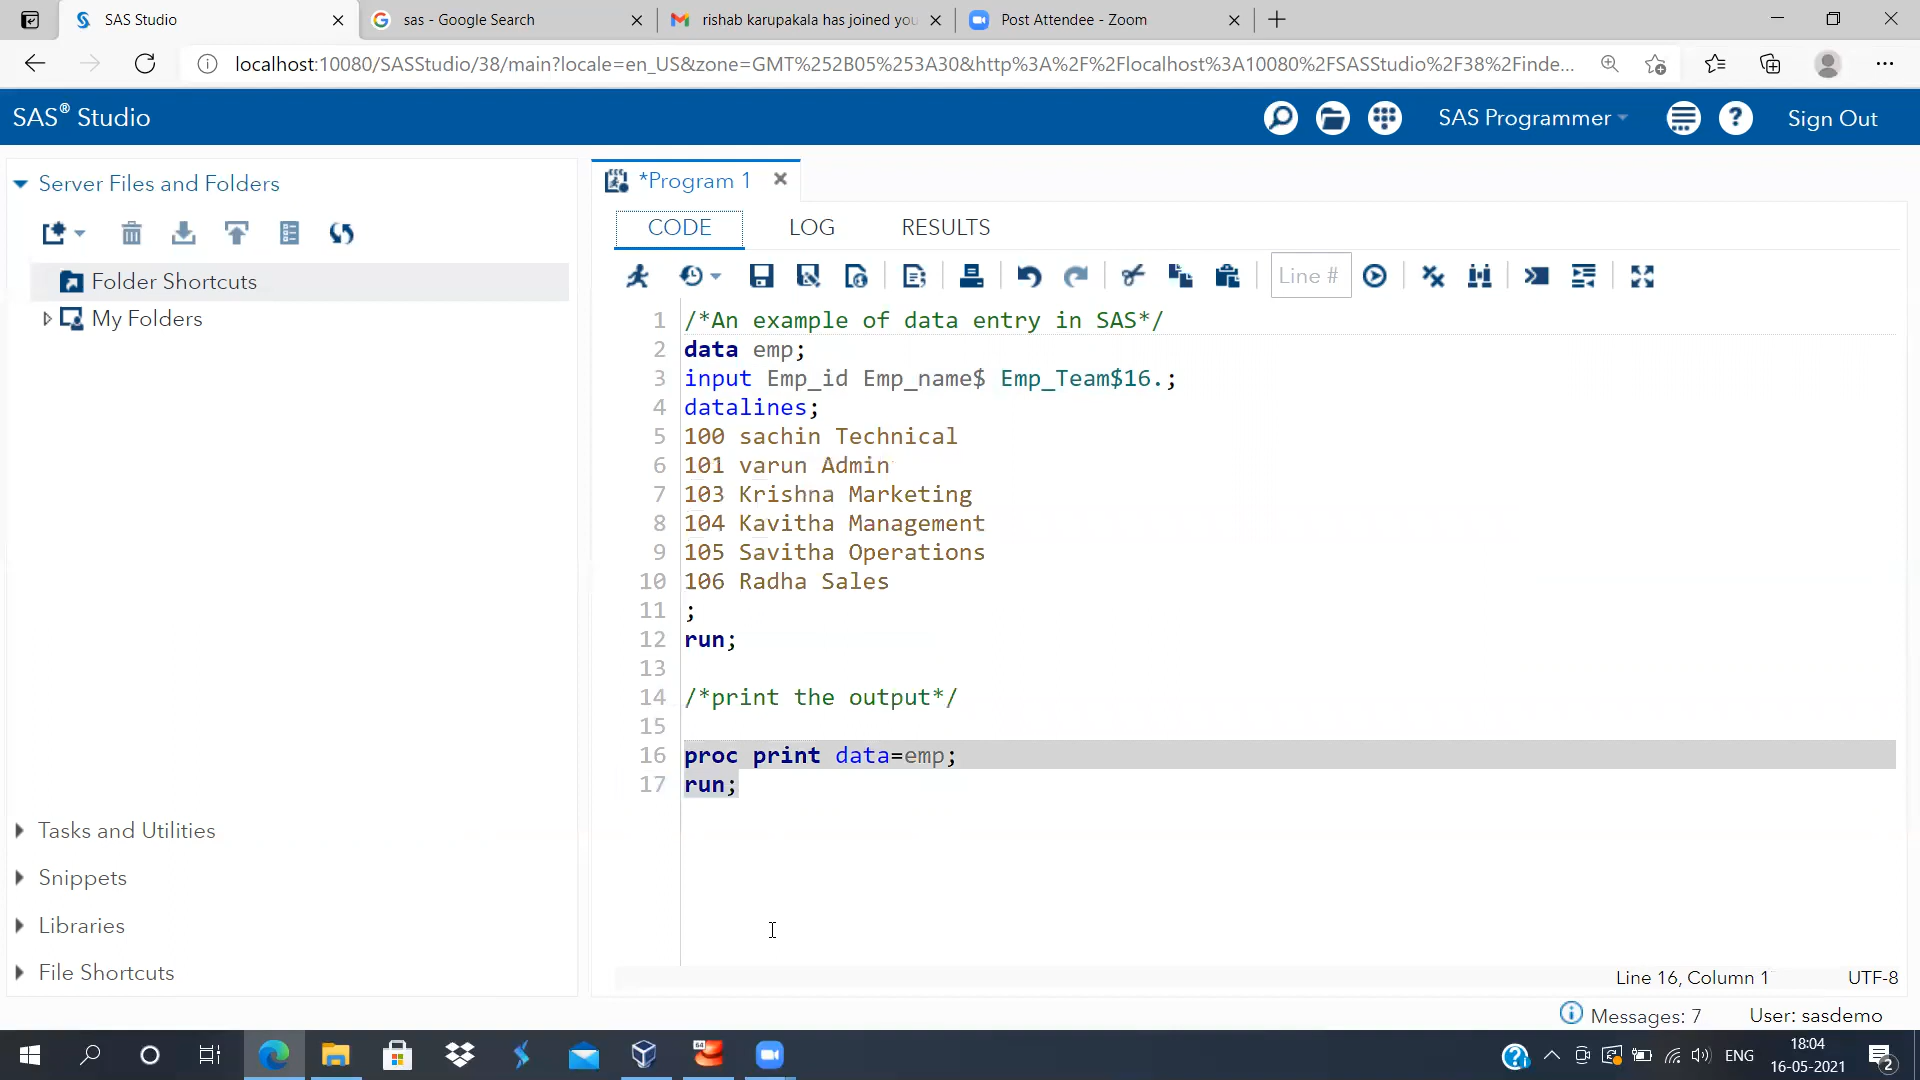 SAS Studio
sas - Google Search
rishab karupakala has joined you
Post Attendee - Zoom
localhost:10080/SASStudio/38/main?locale=en_US&zone=GMT%252B05%253A30&http%3A%2F%2Flocalhost%3A10080%2FSASStudio%2F38%2Finde...
SAS® Studio
SAS Programmer
Sign Out
Server Files and Folders
Folder Shortcuts
My Folders
Tasks and Utilities
Snippets
Libraries
File Shortcuts
*Program 1
CODE LOG RESULTS
Line #
1 /*An example of data entry in SAS*/
2 data emp;
3 input Emp_id Emp_name$ Emp_Team$16.;
4 datalines;
5 100 sachin Technical
6 101 varun Admin
7 103 Krishna Marketing
8 104 Kavitha Management
9 105 Savitha Operations
10 106 Radha Sales
11 ;
12 run;
13
14 /*print the output*/
15
16 proc print data=emp;
17 run;
Line 16, Column 1 UTF-8
Messages: 7 User: sasdemo
64
ENG
18:04
16-05-2021
2